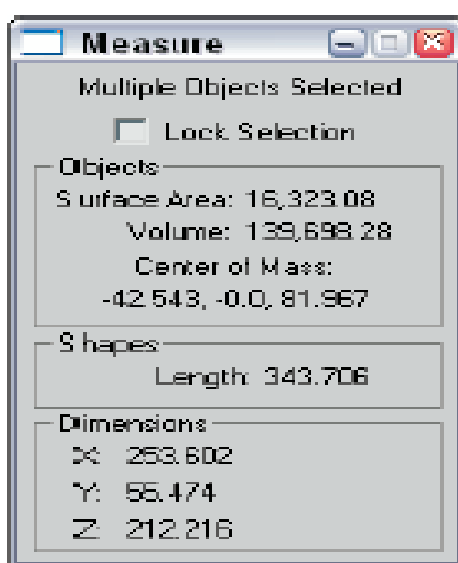 Measure
Multiple Objects Selected
Lock Selection
Objects
Surface Area: 16,323.08
Volume: 139,698.28
Center of Mass:
-42.543, -0.0, 81.967
Shapes
Length: 343.706
Dimensions
X: 253.602
Y: 55.474
Z: 212.216